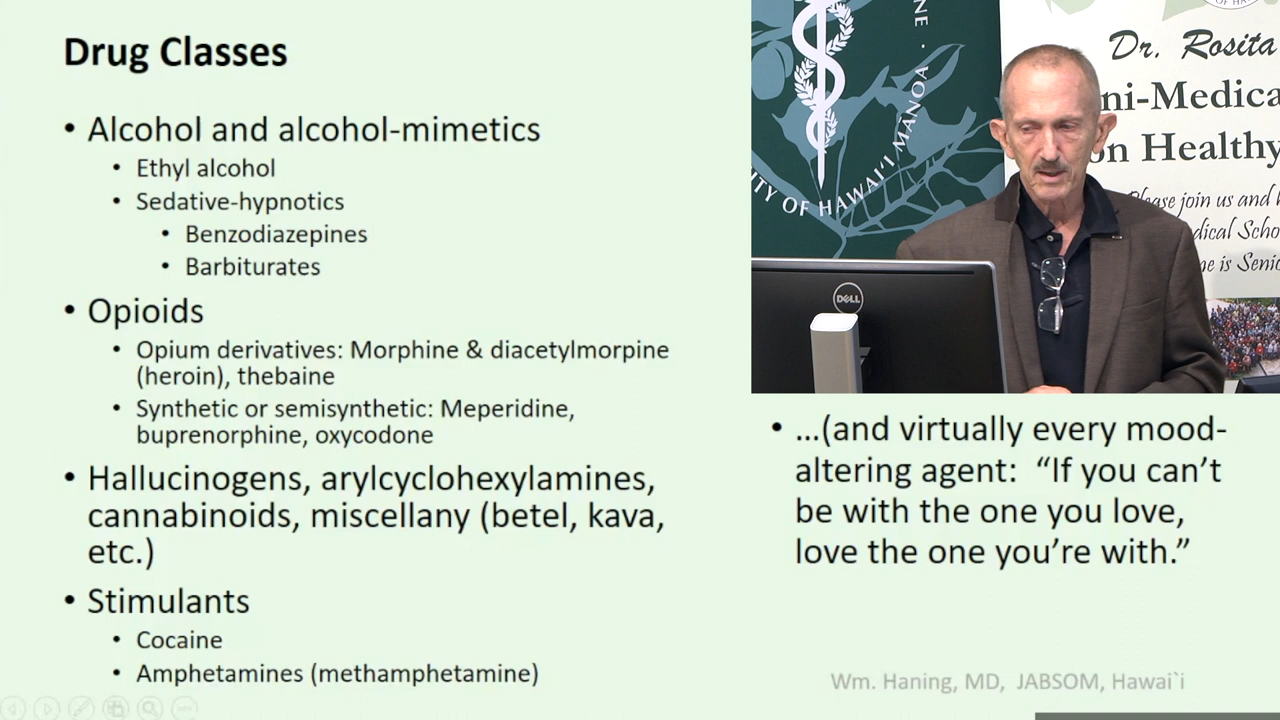 Drug Classes
• Alcohol and alcohol-mimetics
• Ethyl alcohol
• Sedative-hypnotics
• Benzodiazepines
• Barbiturates
• Opioids
• Opium derivatives: Morphine & diacetylmorpine
(heroin), thebaine
• Synthetic or semisynthetic: Meperidine,
buprenorphine, oxycodone
• Hallucinogens, arylcyclohexylamines,
cannabinoids, miscellany (betel, kava,
etc.)
• Stimulants
• Cocaine
• Amphetamines (methamphetamine)
ITY OF HAWAI‘I MANOA · NE
Dr. Rosita
ni-Medica
on Healthy
Please join us and
dical Scho
e is Senio
DELL
• ...(and virtually every mood-
altering agent: “If you can’t
be with the one you love,
love the one you’re with.”
Wm. Haning, MD, JABSOM, Hawai`i